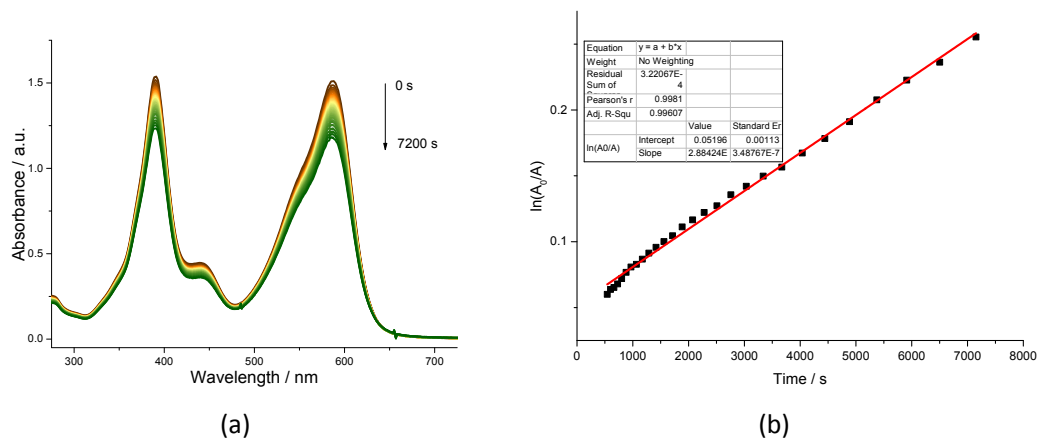 1.5
1.0
0.5
0.0
Absorbance / a.u.
300
400
500
600
700
Wavelength / nm
0 s
7200 s
(a)
0.2
0.1
ln(A0/A)
0
1000
2000
3000
4000
5000
6000
7000
8000
Time / s
Equation y = a + b*x
Weight No Weighting
Residual 3.22067E-
Sum of 4
Pearson's r 0.9981
Adj. R-Squ 0.99607
Value Standard Er
ln(A0/A) Intercept 0.05196 0.00113
Slope 2.88424E 3.48767E-7
(b)